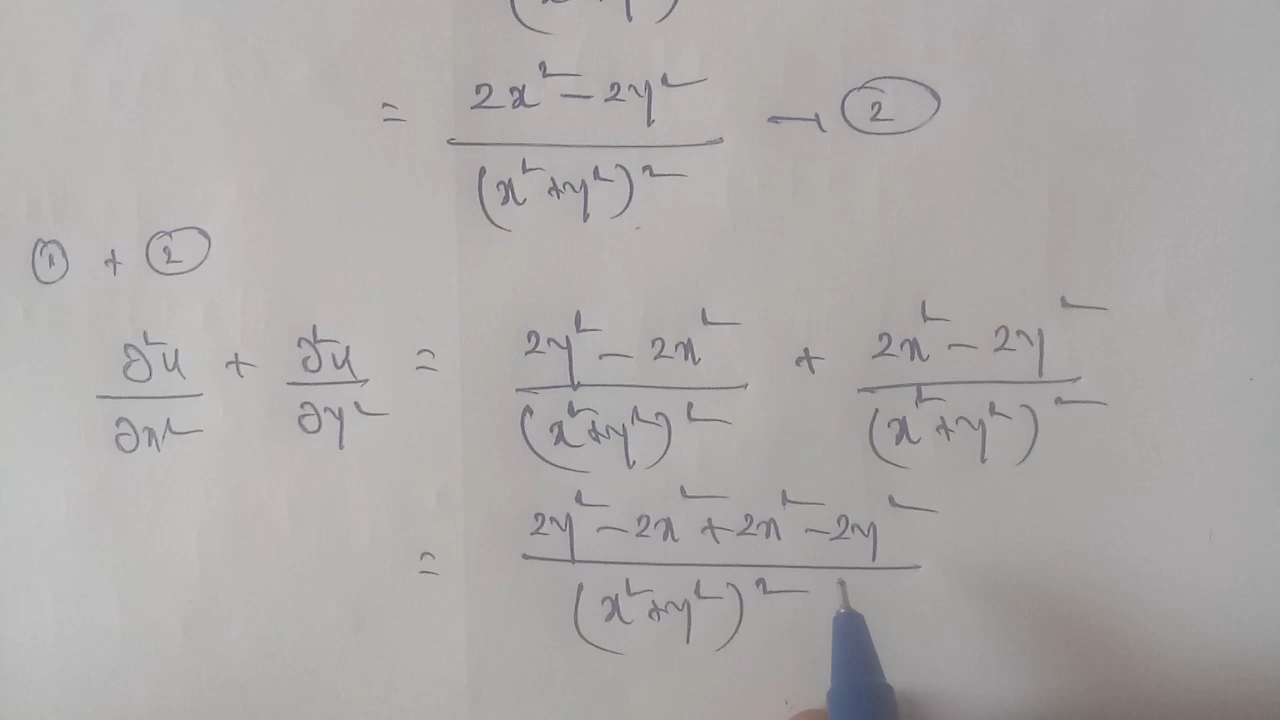 = (2x² - 2y²) / (x² + y²)² → ②
① + ②
∂²u/∂x² + ∂²u/∂y² = (2y² - 2x²) / (x² + y²)² + (2x² - 2y²) / (x² + y²)²
= (2y² - 2x² + 2x² - 2y²) / (x² + y²)²